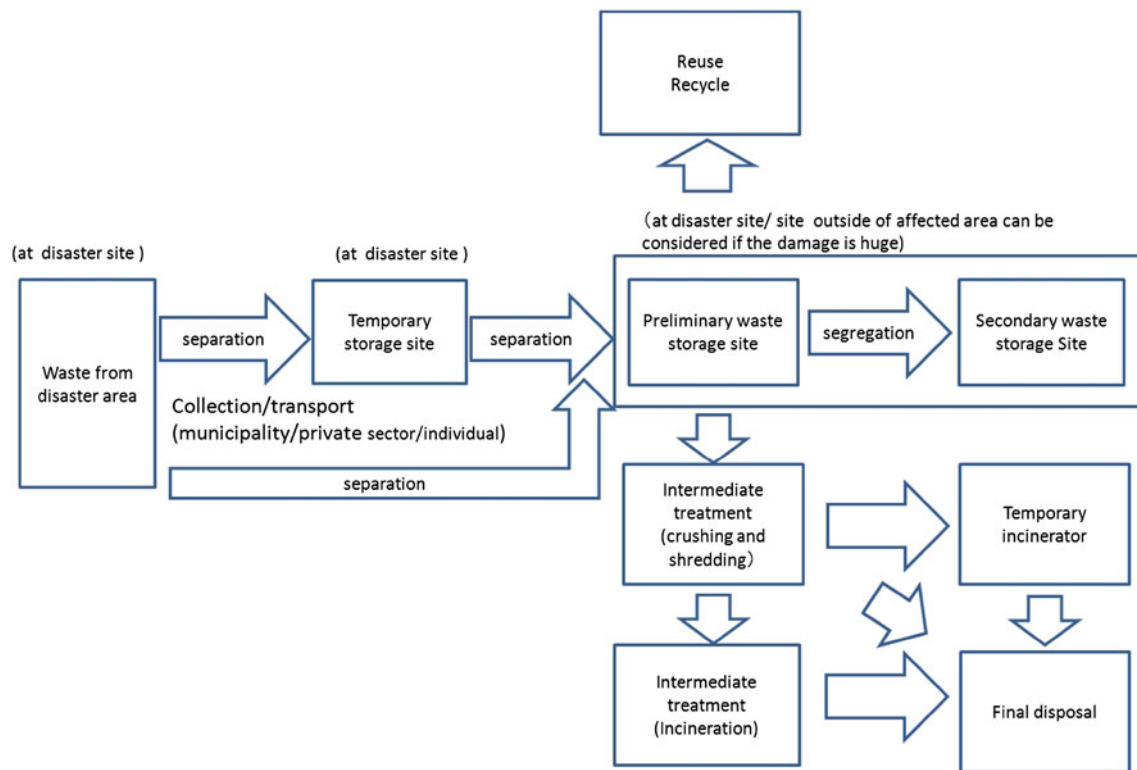 Reuse
Recycle
（at disaster site/ site outside of affected area can be
considered if the damage is huge)
(at disaster site )
(at disaster site )
Waste from
disaster area
separation
Temporary
storage site
separation
Preliminary waste
storage site
segregation
Secondary waste
storage Site
Collection/transport
(municipality/private sector/individual)
separation
Intermediate
treatment
(crushing and
shredding）
Temporary
incinerator
Intermediate
treatment
(Incineration)
Final disposal